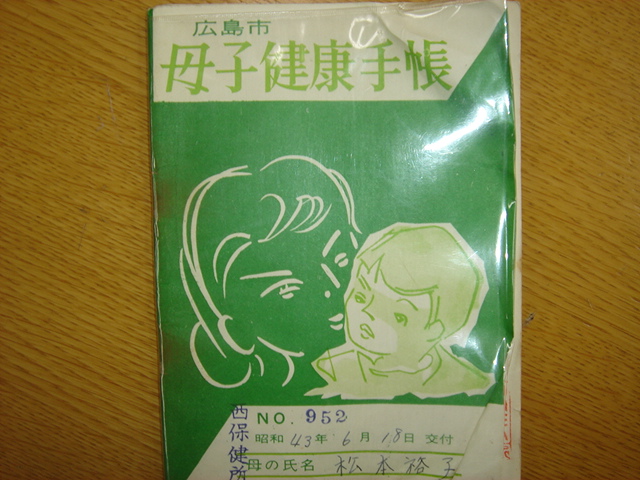 広島市
母子健康手帳
西保健所
NO. 952
昭和 43年 6月 18日 交付
母の氏名 松本裕子